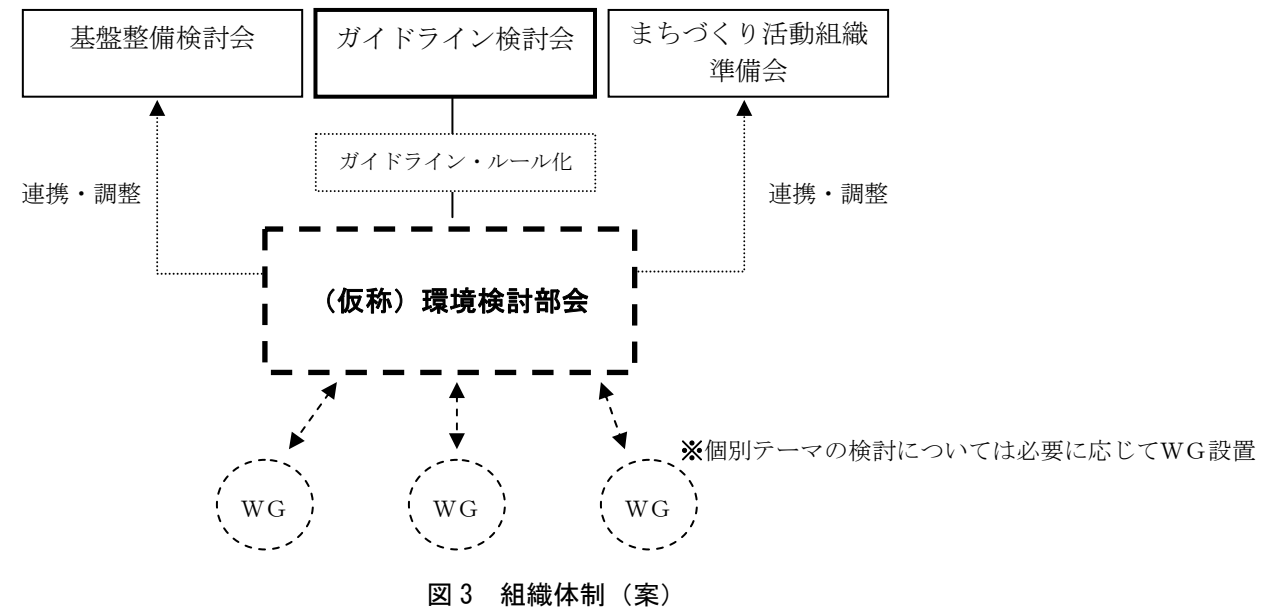 基盤整備検討会
ガイドライン検討会
まちづくり活動組織
準備会
ガイドライン・ルール化
連携・調整
連携・調整
（仮称）環境検討部会
※個別テーマの検討については必要に応じてＷＧ設置
ＷＧ
ＷＧ
ＷＧ
図３　組織体制（案）